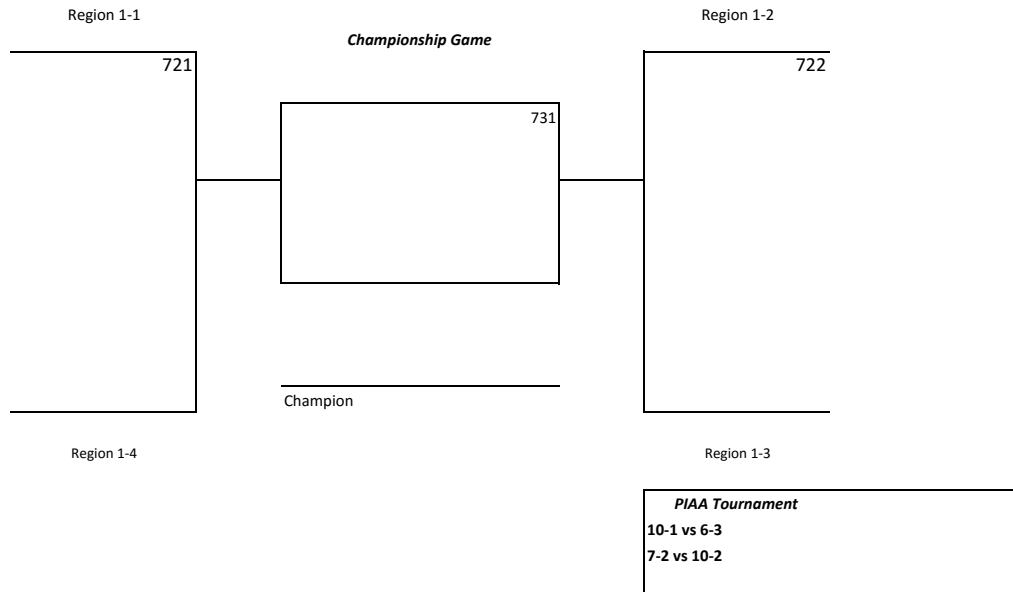 Region 1-1
Region 1-2
Championship Game
721
722
731
Champion
Region 1-4
Region 1-3
PIAA Tournament
10-1 vs 6-3
7-2 vs 10-2